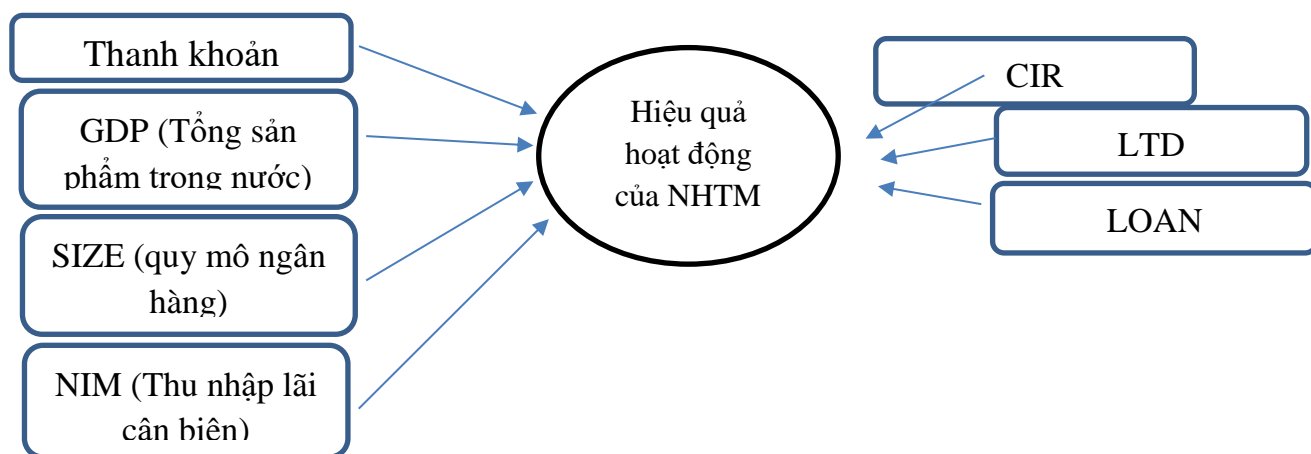 Thanh khoản
GDP (Tổng sản
phẩm trong nước)
SIZE (quy mô ngân
hàng)
NIM (Thu nhập lãi
cận biên)
Hiệu quả
hoạt động
của NHTM
CIR
LTD
LOAN